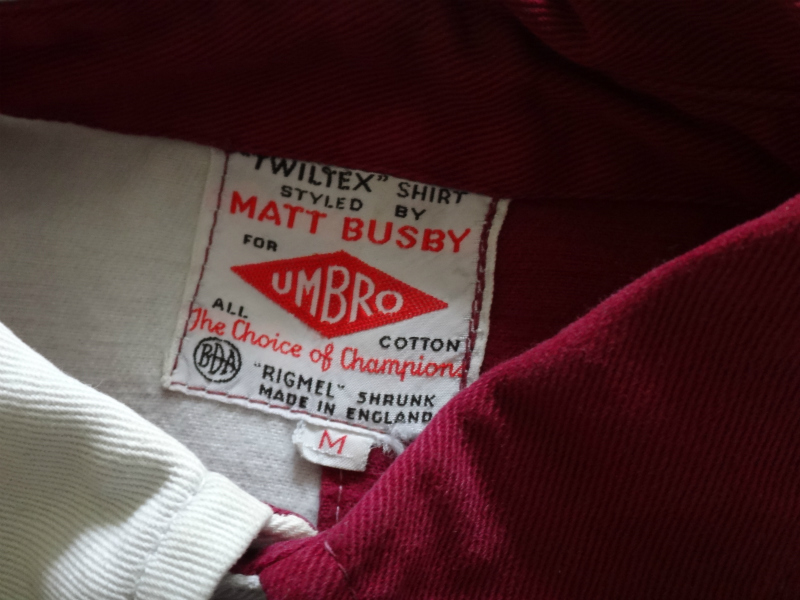 "TWILTEX" SHIRT
STYLED BY
MATT BUSBY
FOR
UMBRO
ALL COTTON
The Choice of Champions
BDA
"RIGMEL" SHRUNK
MADE IN ENGLAND
M